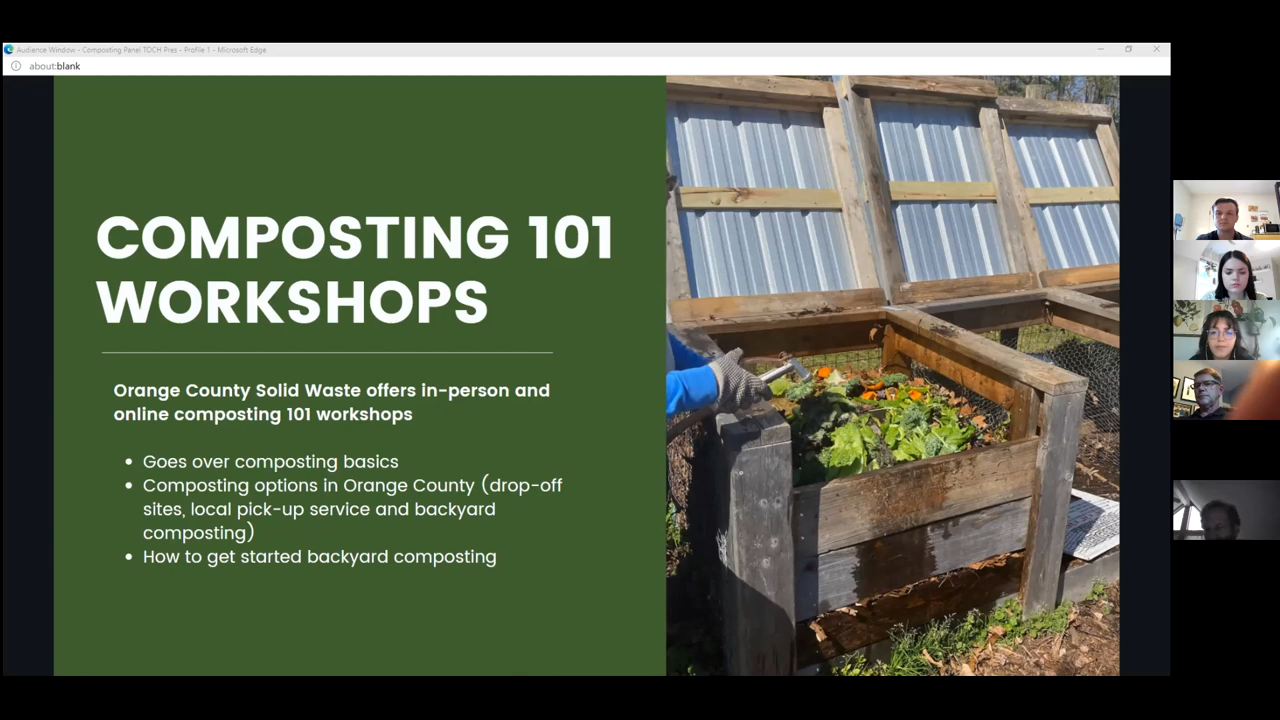 Audience Window - Composting Panel TOCH Pres - Profile 1 - Microsoft Edge
about:blank
COMPOSTING 101
WORKSHOPS
Orange County Solid Waste offers in-person and
online composting 101 workshops
• Goes over composting basics
• Composting options in Orange County (drop-off
sites, local pick-up service and backyard
composting)
• How to get started backyard composting